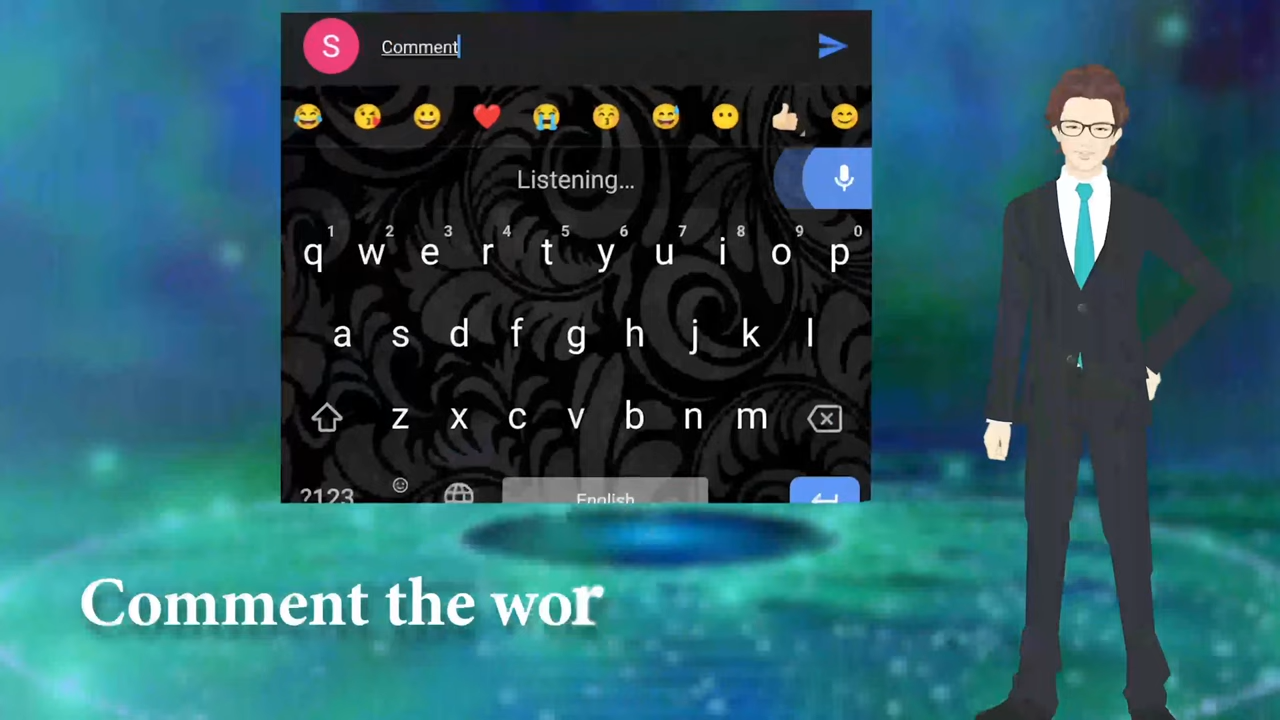 S Comment
Listening...
1 2 3 4 5 6 7 8 9 0
q w e r t y u i o p
a s d f g h j k l
z x c v b n m
?123 English
Comment the wor